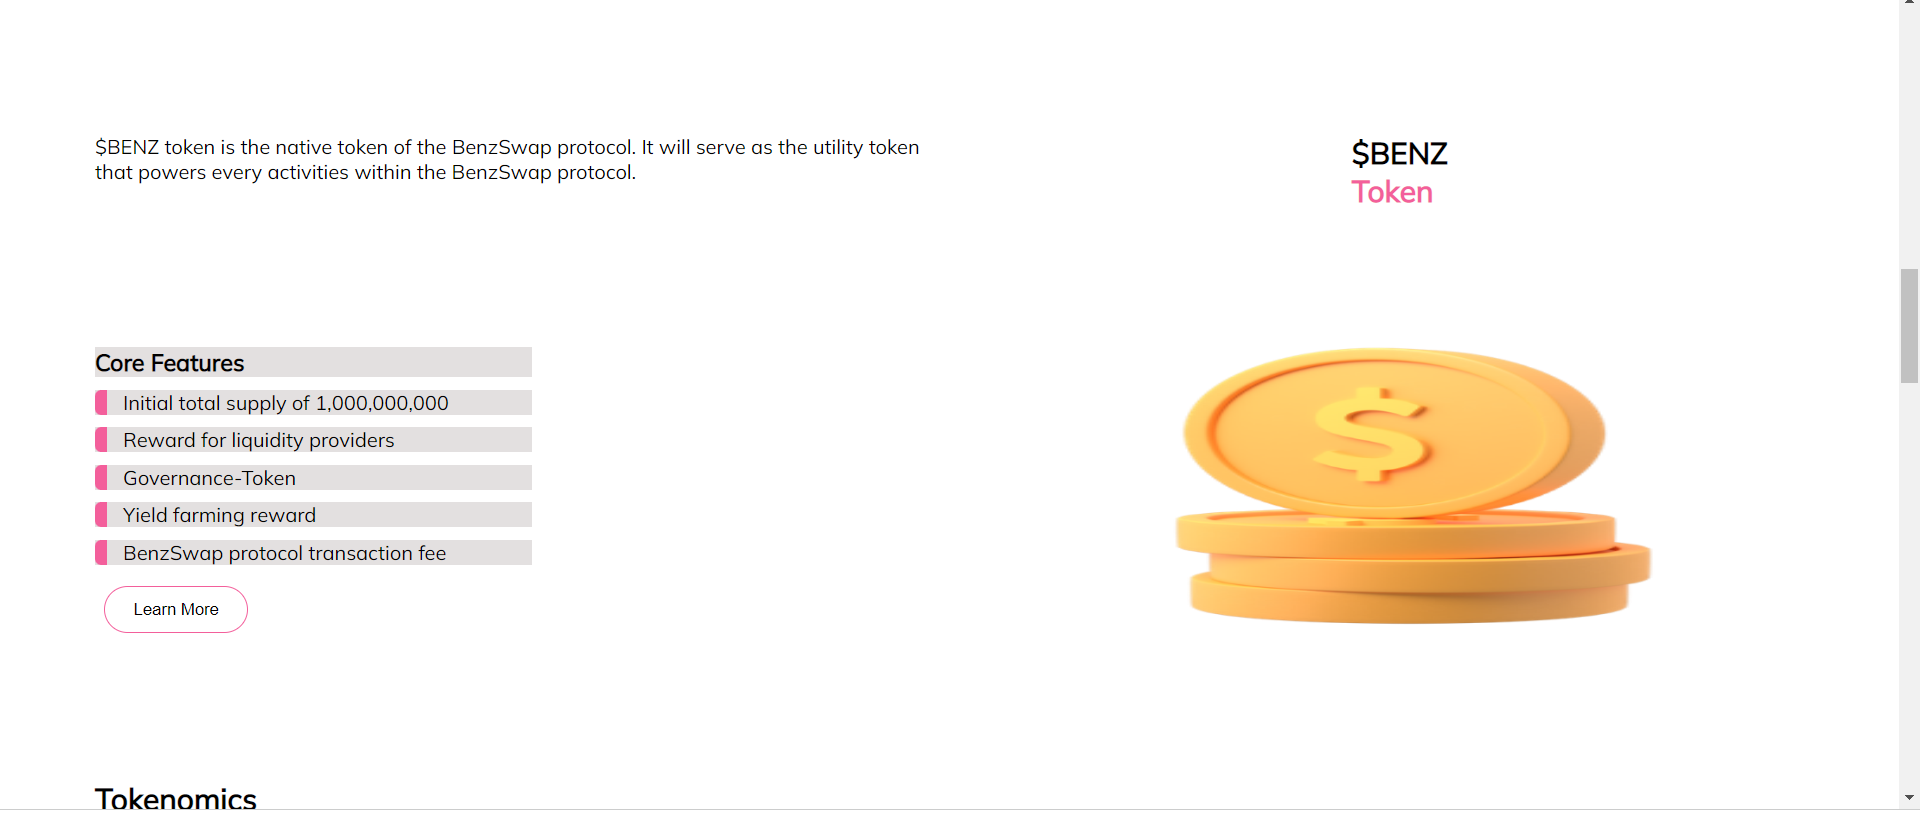 $BENZ token is the native token of the BenzSwap protocol. It will serve as the utility token
that powers every activities within the BenzSwap protocol.
$BENZ
Token
Core Features
Initial total supply of 1,000,000,000
Reward for liquidity providers
Governance-Token
Yield farming reward
BenzSwap protocol transaction fee
Learn More
$
Tokenomics